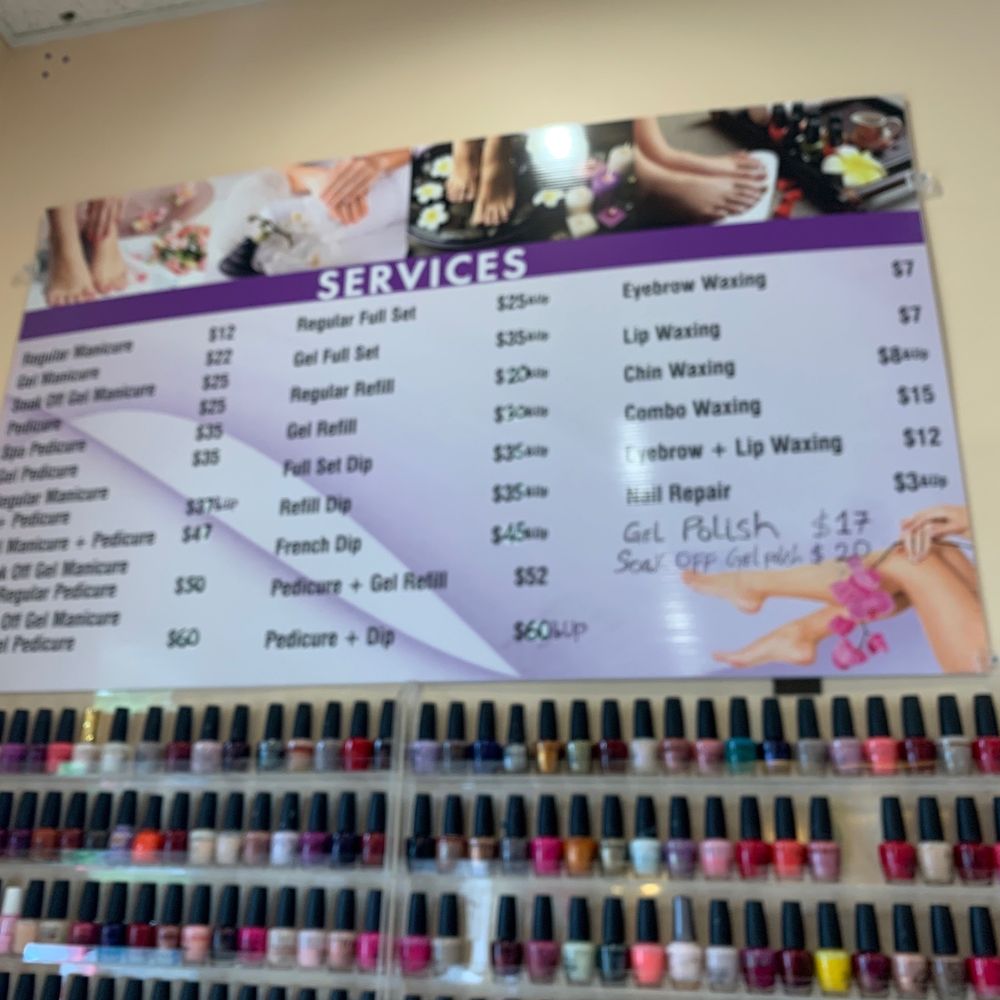 SERVICES
Regular Manicure $12
Gel Manicure $22
Soak Off Gel Manicure $25
Pedicure $25
Spa Pedicure $35
Gel Pedicure $35
Regular Manicure
+ Pedicure $37&Up
Manicure + Pedicure $47
Off Gel Manicure
Regular Pedicure $50
Off Gel Manicure
Pedicure $60
Regular Full Set $25&Up
Gel Full Set $35&Up
Regular Refill $20&Up
Gel Refill $30&Up
Full Set Dip $35&Up
Refill Dip $35&Up
French Dip $45&Up
Pedicure + Gel Refill $52
Pedicure + Dip $60&Up
Eyebrow Waxing $7
Lip Waxing $7
Chin Waxing $8&Up
Combo Waxing $15
Eyebrow + Lip Waxing $12
Nail Repair $3&Up
Gel Polish $17
Soak OFF Gel polish $20